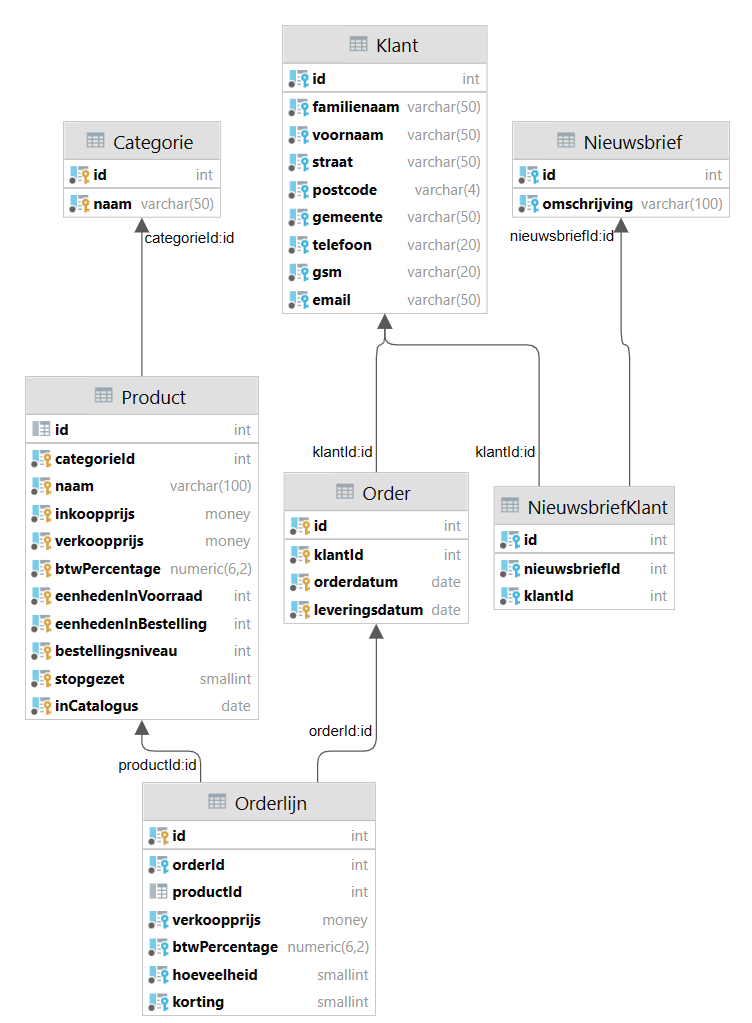 Klant
id int
familienaam varchar(50)
voornaam varchar(50)
straat varchar(50)
postcode varchar(4)
gemeente varchar(50)
telefoon varchar(20)
gsm varchar(20)
email varchar(50)
Categorie
id int
naam varchar(50)
Nieuwsbrief
id int
omschrijving varchar(100)
categorieId:id
nieuwsbriefId:id
Product
id int
categorieId int
naam varchar(100)
inkoopprijs money
verkoopprijs money
btwPercentage numeric(6,2)
eenhedenInVoorraad int
eenhedenInBestelling int
bestellingsniveau int
stopgezet smallint
inCatalogus date
klantId:id
klantId:id
Order
id int
klantId int
orderdatum date
leveringsdatum date
NieuwsbriefKlant
id int
nieuwsbriefId int
klantId int
orderId:id
productId:id
Orderlijn
id int
orderId int
productId int
verkoopprijs money
btwPercentage numeric(6,2)
hoeveelheid smallint
korting smallint